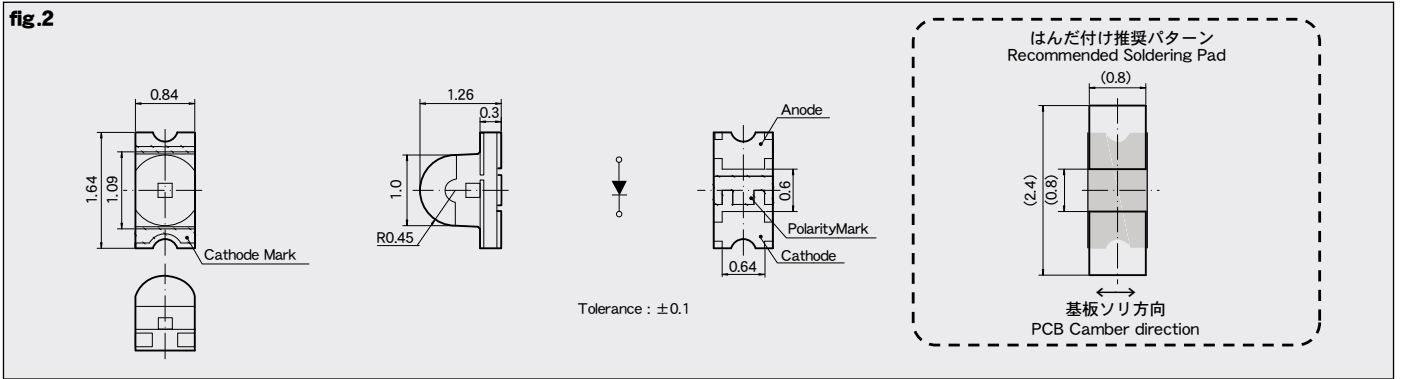 fig.2
0.84
1.64
1.09
Cathode Mark
1.26
0.3
1.0
R0.45
Anode
0.6
PolarityMark
Cathode
0.64
Tolerance : ±0.1
はんだ付け推奨パターン
Recommended Soldering Pad
(0.8)
(2.4)
(0.8)
基板ソリ方向
PCB Camber direction